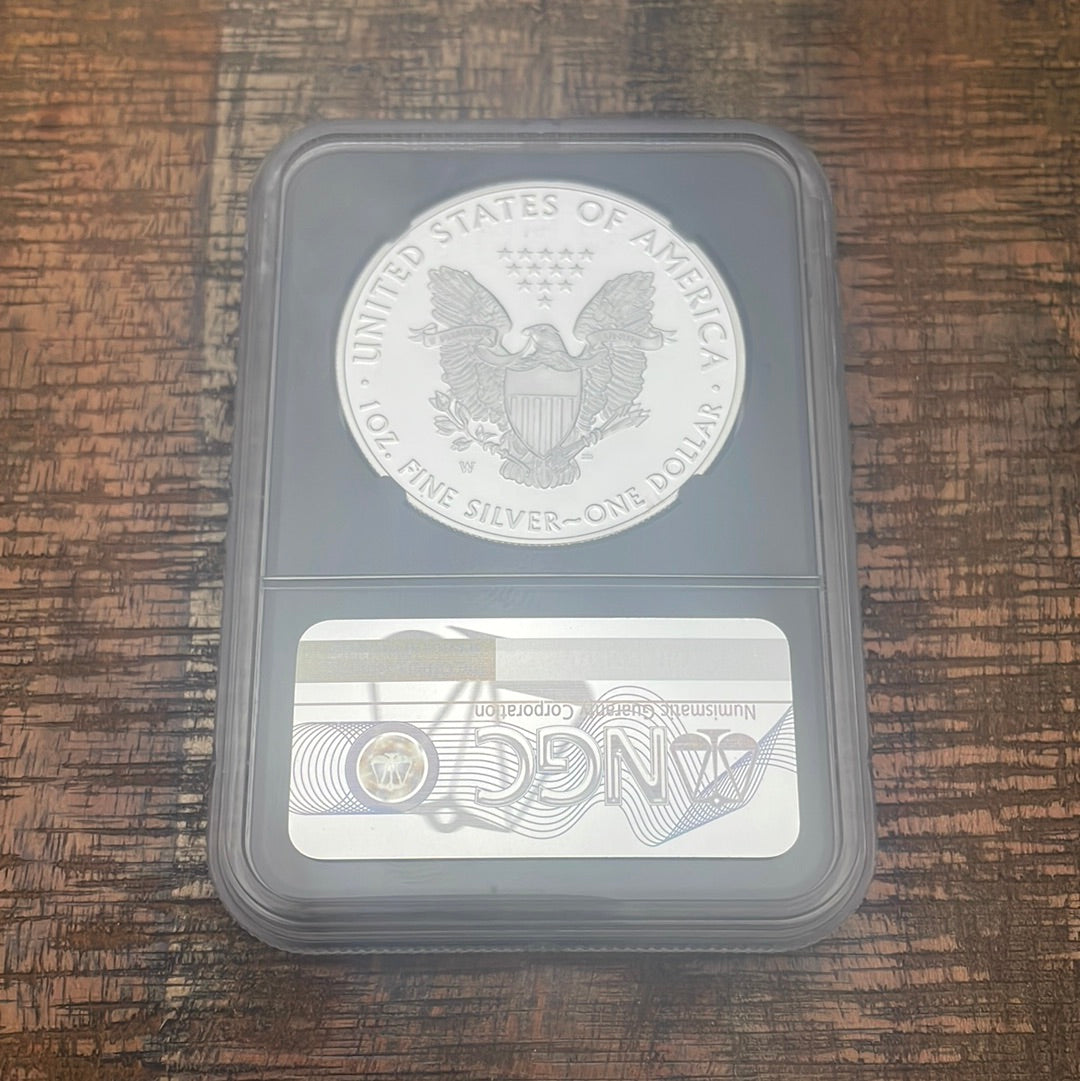 UNITED STATES OF AMERICA
W
· 1 OZ. FINE SILVER~ONE DOLLAR ·
Numismatic Guaranty Corporation
NGC